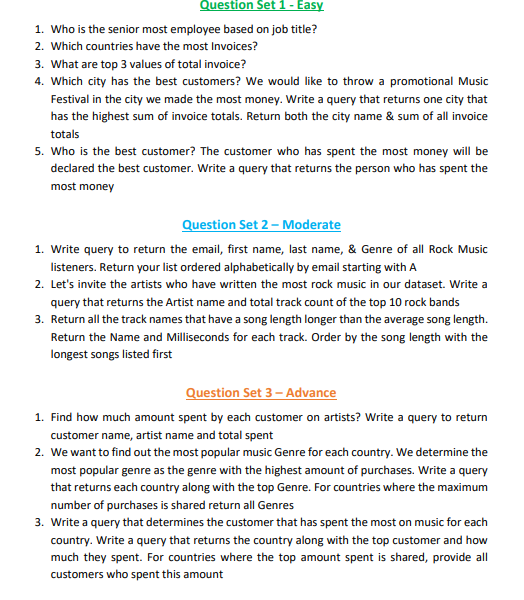 Question Set 1 - Easy
1. Who is the senior most employee based on job title?
2. Which countries have the most Invoices?
3. What are top 3 values of total invoice?
4. Which city has the best customers? We would like to throw a promotional Music
Festival in the city we made the most money. Write a query that returns one city that
has the highest sum of invoice totals. Return both the city name & sum of all invoice
totals
5. Who is the best customer? The customer who has spent the most money will be
declared the best customer. Write a query that returns the person who has spent the
most money
Question Set 2 – Moderate
1. Write query to return the email, first name, last name, & Genre of all Rock Music
listeners. Return your list ordered alphabetically by email starting with A
2. Let's invite the artists who have written the most rock music in our dataset. Write a
query that returns the Artist name and total track count of the top 10 rock bands
3. Return all the track names that have a song length longer than the average song length.
Return the Name and Milliseconds for each track. Order by the song length with the
longest songs listed first
Question Set 3 – Advance
1. Find how much amount spent by each customer on artists? Write a query to return
customer name, artist name and total spent
2. We want to find out the most popular music Genre for each country. We determine the
most popular genre as the genre with the highest amount of purchases. Write a query
that returns each country along with the top Genre. For countries where the maximum
number of purchases is shared return all Genres
3. Write a query that determines the customer that has spent the most on music for each
country. Write a query that returns the country along with the top customer and how
much they spent. For countries where the top amount spent is shared, provide all
customers who spent this amount